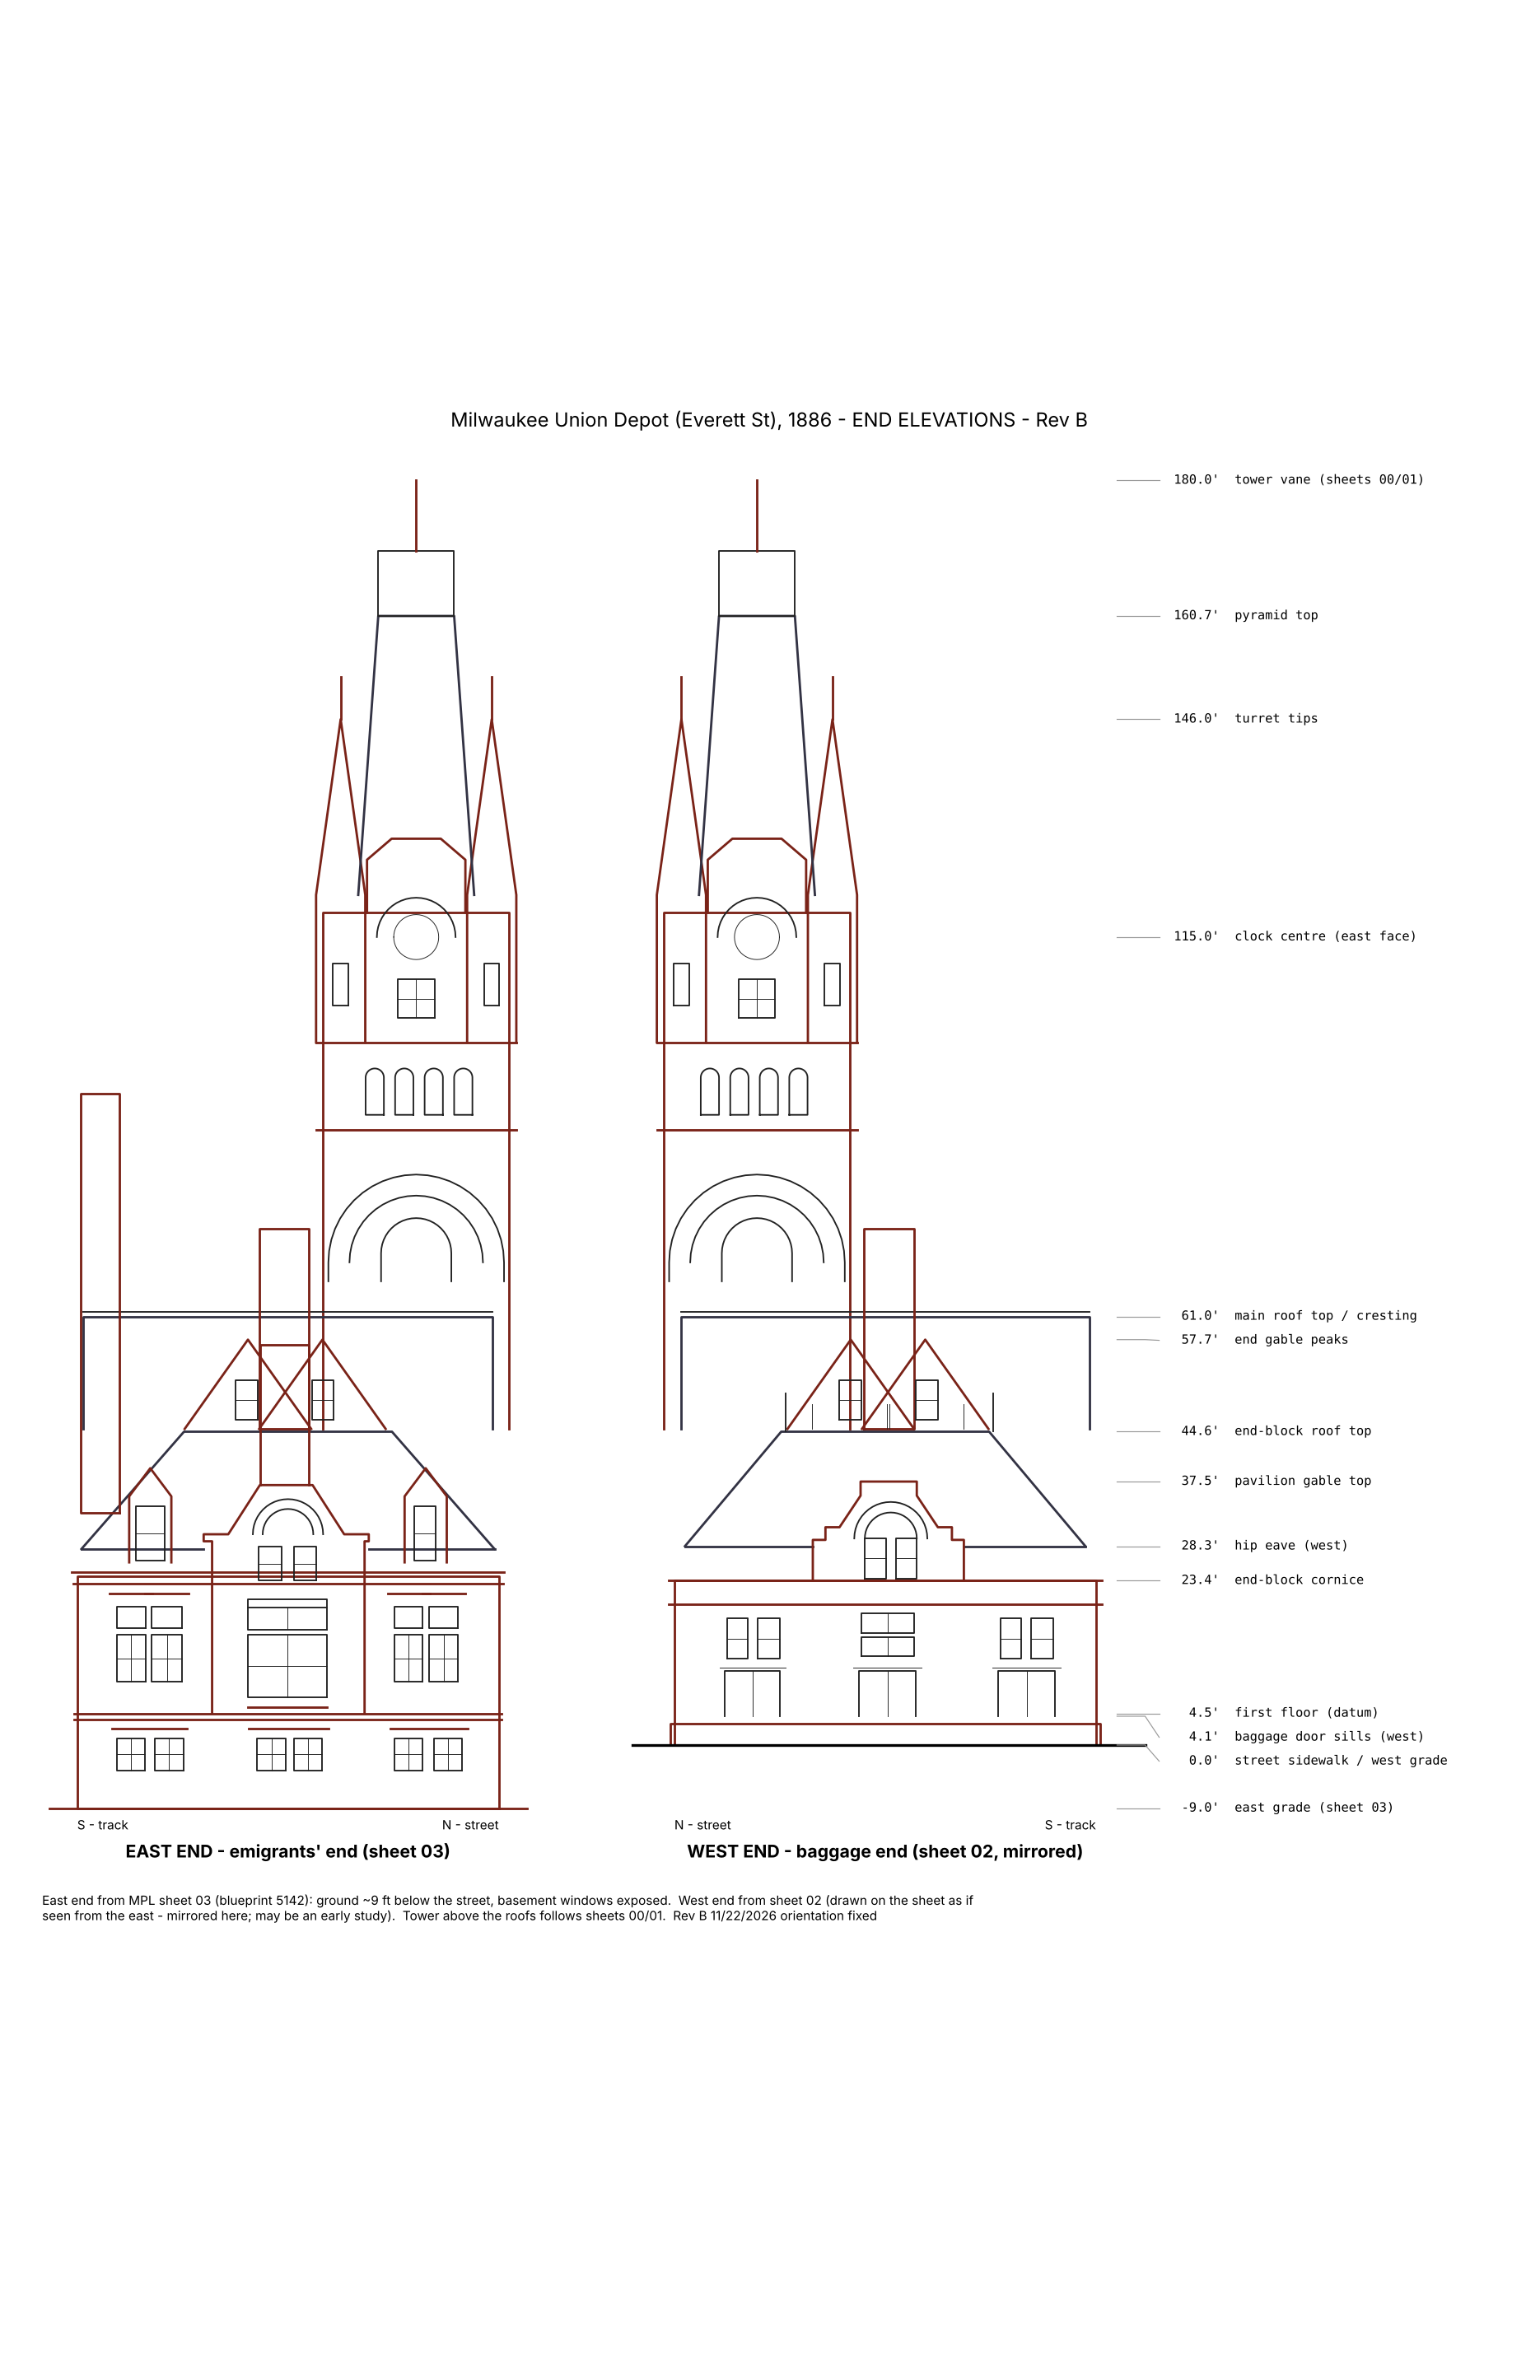 Milwaukee Union Depot (Everett St), 1886 - END ELEVATIONS - Rev B
180.0' tower vane (sheets 00/01)
160.7' pyramid top
146.0' turret tips
115.0' clock centre (east face)
61.0' main roof top / cresting
57.7' end gable peaks
44.6' end-block roof top
37.5' pavilion gable top
28.3' hip eave (west)
23.4' end-block cornice
4.5' first floor (datum)
4.1' baggage door sills (west)
0.0' street sidewalk / west grade
-9.0' east grade (sheet 03)
S - track
N - street
N - street
S - track
EAST END - emigrants' end (sheet 03)
WEST END - baggage end (sheet 02, mirrored)
East end from MPL sheet 03 (blueprint 5142): ground ~9 ft below the street, basement windows exposed. West end from sheet 02 (drawn on the sheet as if
seen from the east - mirrored here; may be an early study). Tower above the roofs follows sheets 00/01. Rev B 11/22/2026 orientation fixed